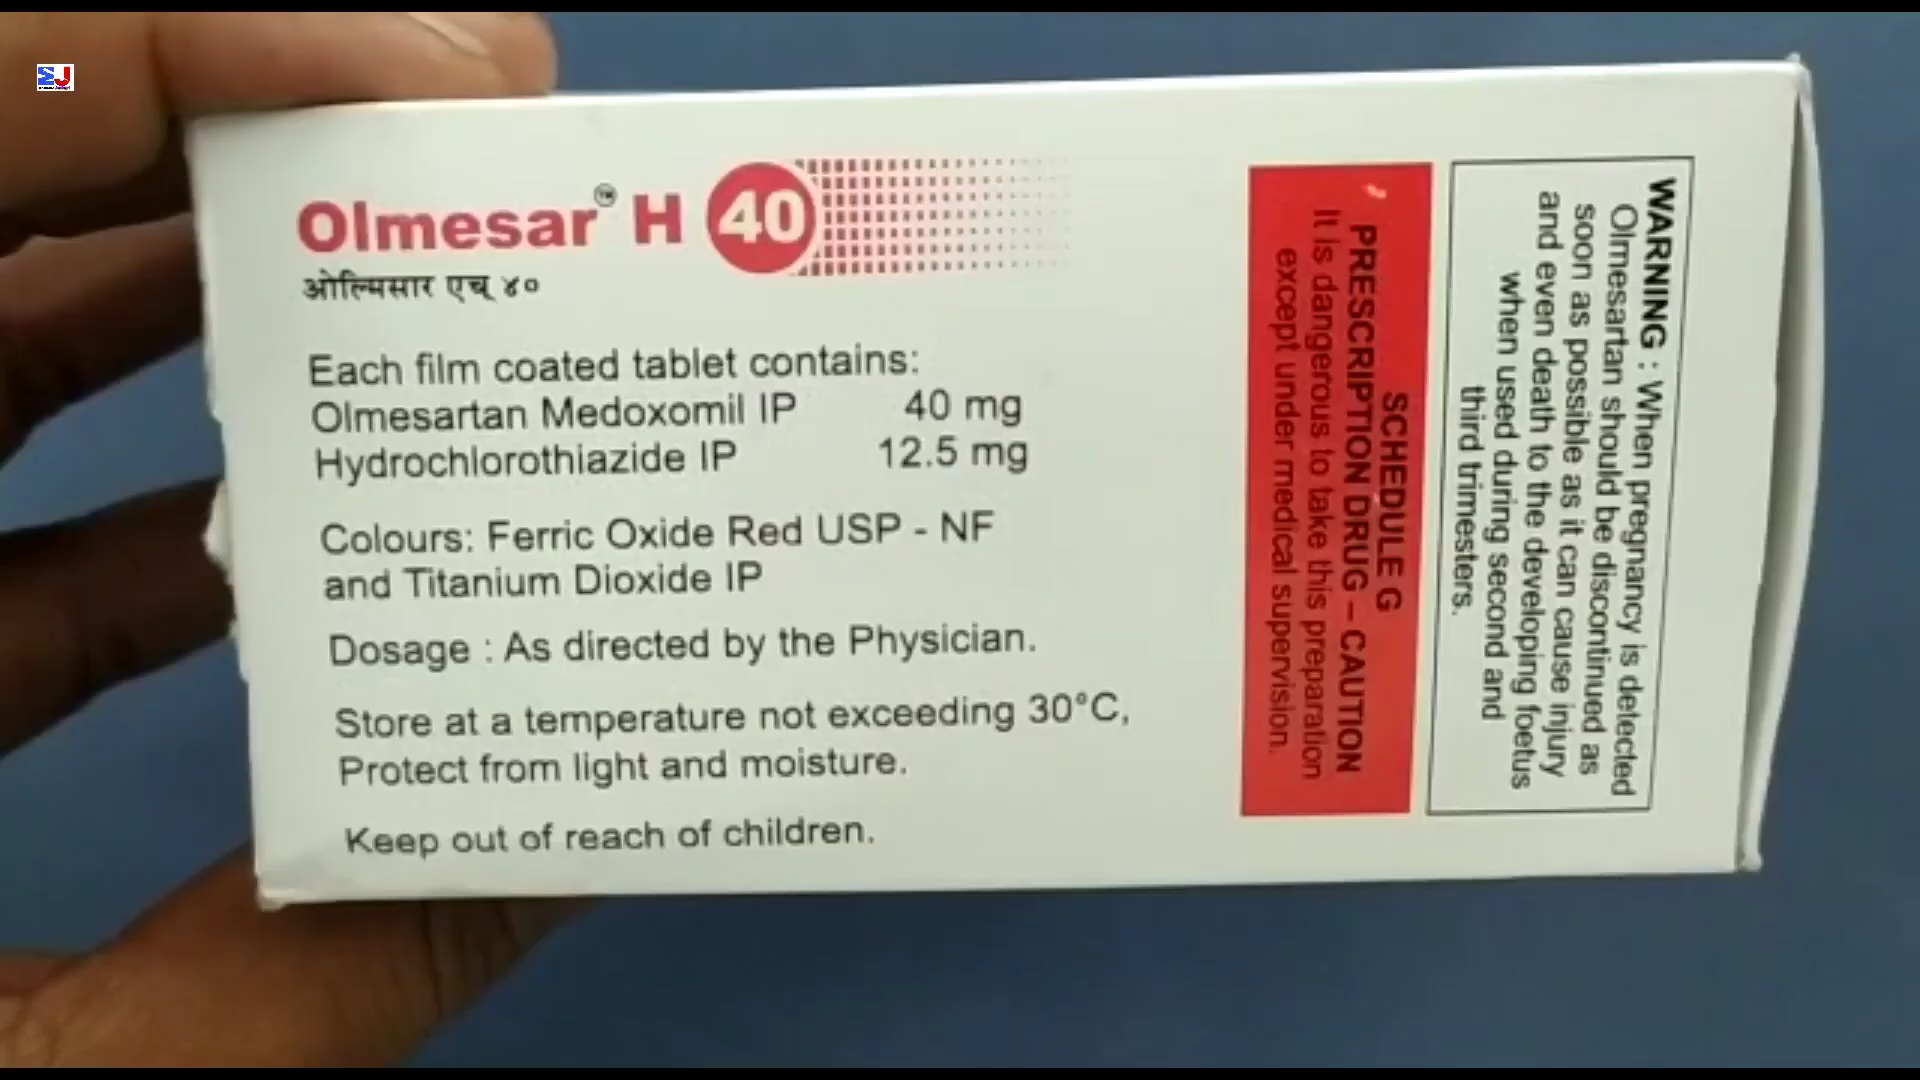 Olmesar™ H 40
ओल्मिसार एच् ४०
Each film coated tablet contains:
Olmesartan Medoxomil IP 40 mg
Hydrochlorothiazide IP 12.5 mg
Colours: Ferric Oxide Red USP - NF
and Titanium Dioxide IP
Dosage : As directed by the Physician.
Store at a temperature not exceeding 30°C,
Protect from light and moisture.
Keep out of reach of children.
SCHEDULE G
PRESCRIPTION DRUG – CAUTION
It is dangerous to take this preparation
except under medical supervision.
WARNING : When pregnancy is detected
Olmesartan should be discontinued as
soon as possible as it can cause injury
and even death to the developing foetus
when used during second and
third trimesters.